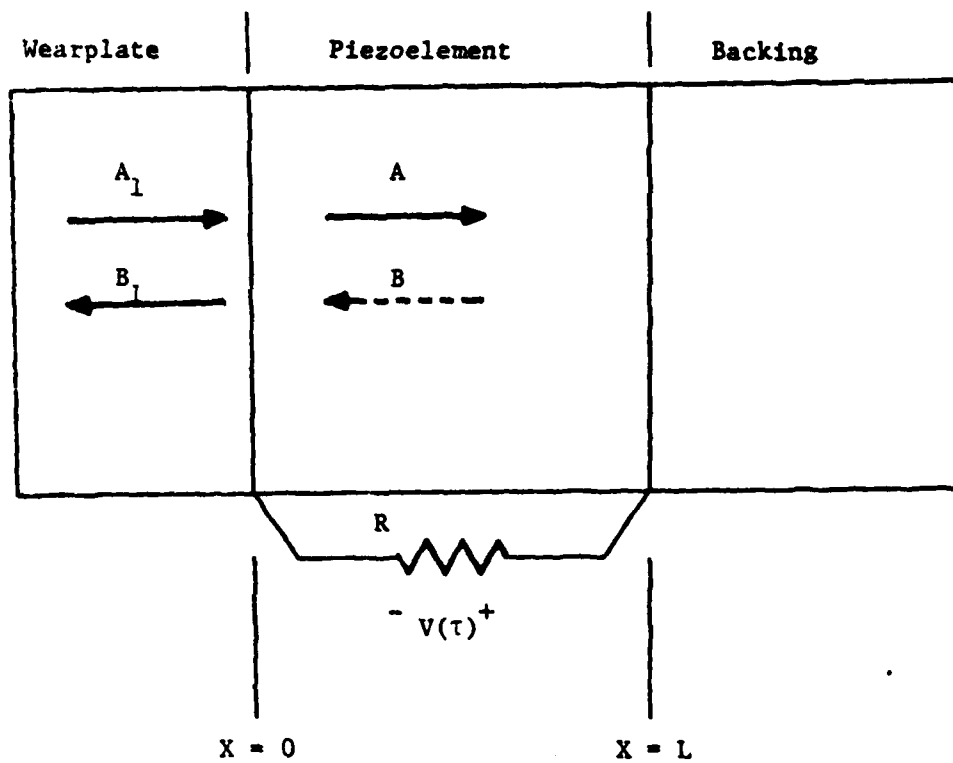 Wearplate Piezoelement Backing
A₁ A
B₁ B
R
- V(τ) +
X = 0 X = L